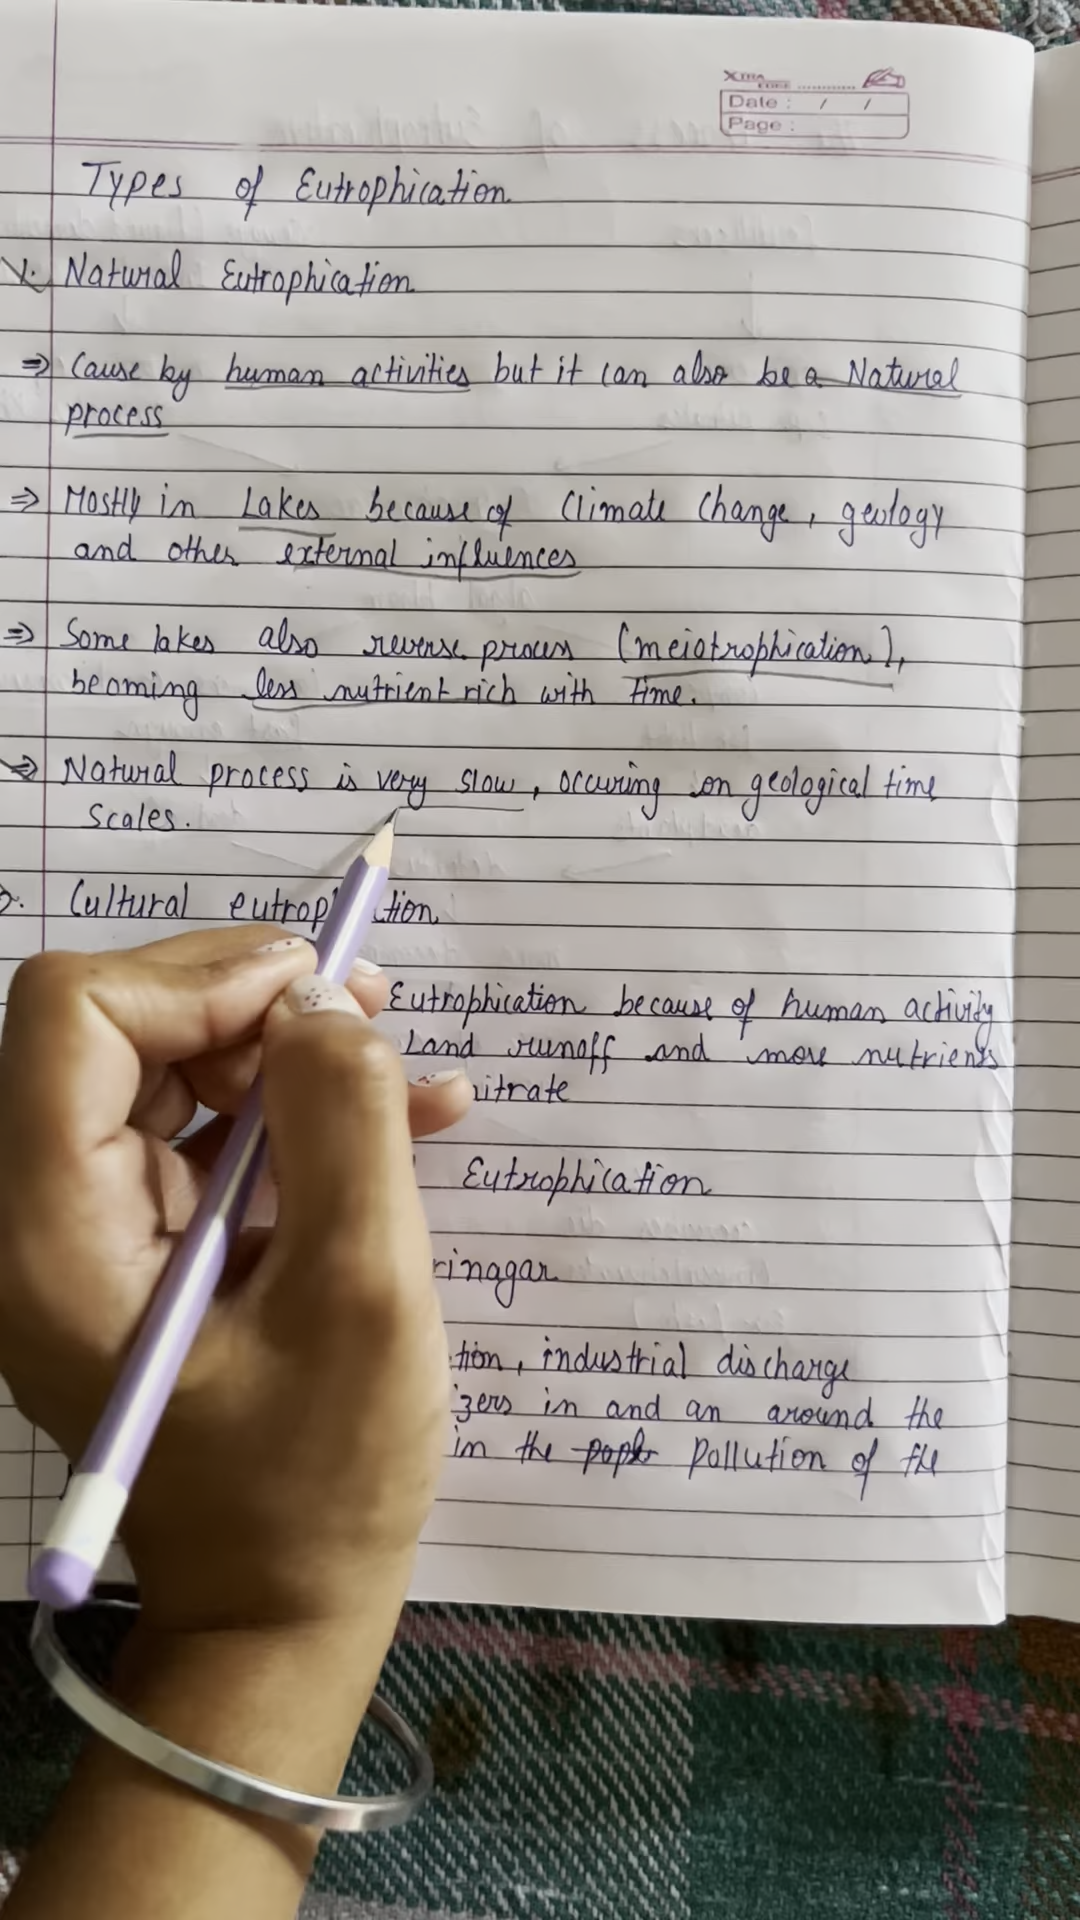 Date : / /
Page :
Types of Eutrophication
Natural Eutrophication
⇒ Cause by human activities but it can also be a Natural
process
⇒ Mostly in Lakes because of Climate Change, geology
and other external influences
⇒ Some lakes also reverse process (meiotrophication),
beoming less nutrient rich with time.
⇒ Natural process is very slow, occuring on geological time
Scales.
Cultural
Eutrophication because of human activity
Land runoff and more nutrients
nitrate
Eutrophication
rinagar
tion, industrial discharge
zers in and an around the
in the Pollution of the